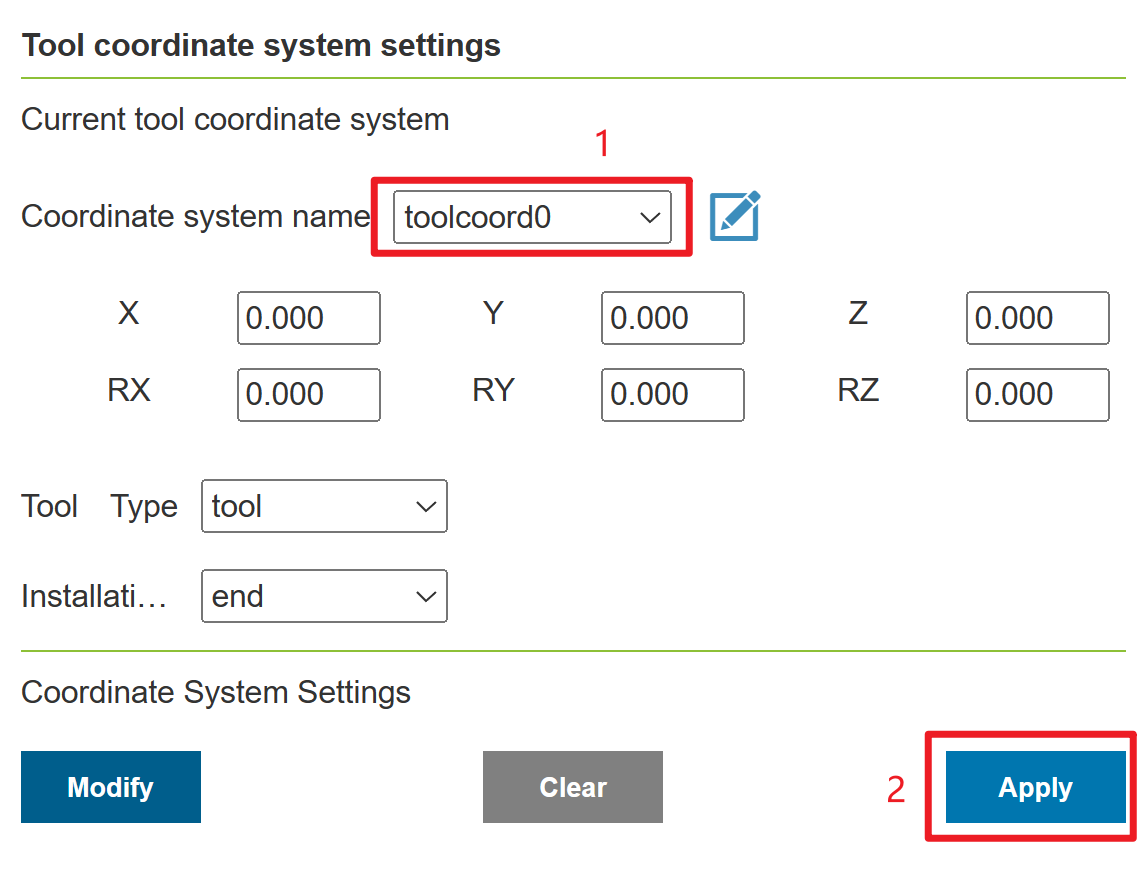 Tool coordinate system settings
Current tool coordinate system
1
Coordinate system name toolcoord0
X 0.000 Y 0.000 Z 0.000
RX 0.000 RY 0.000 RZ 0.000
Tool Type tool
Installati… end
Coordinate System Settings
Modify Clear 2 Apply